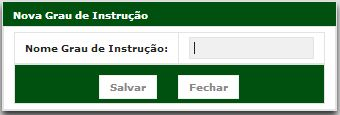 Nova Grau de Instrução
Nome Grau de Instrução:
Salvar Fechar